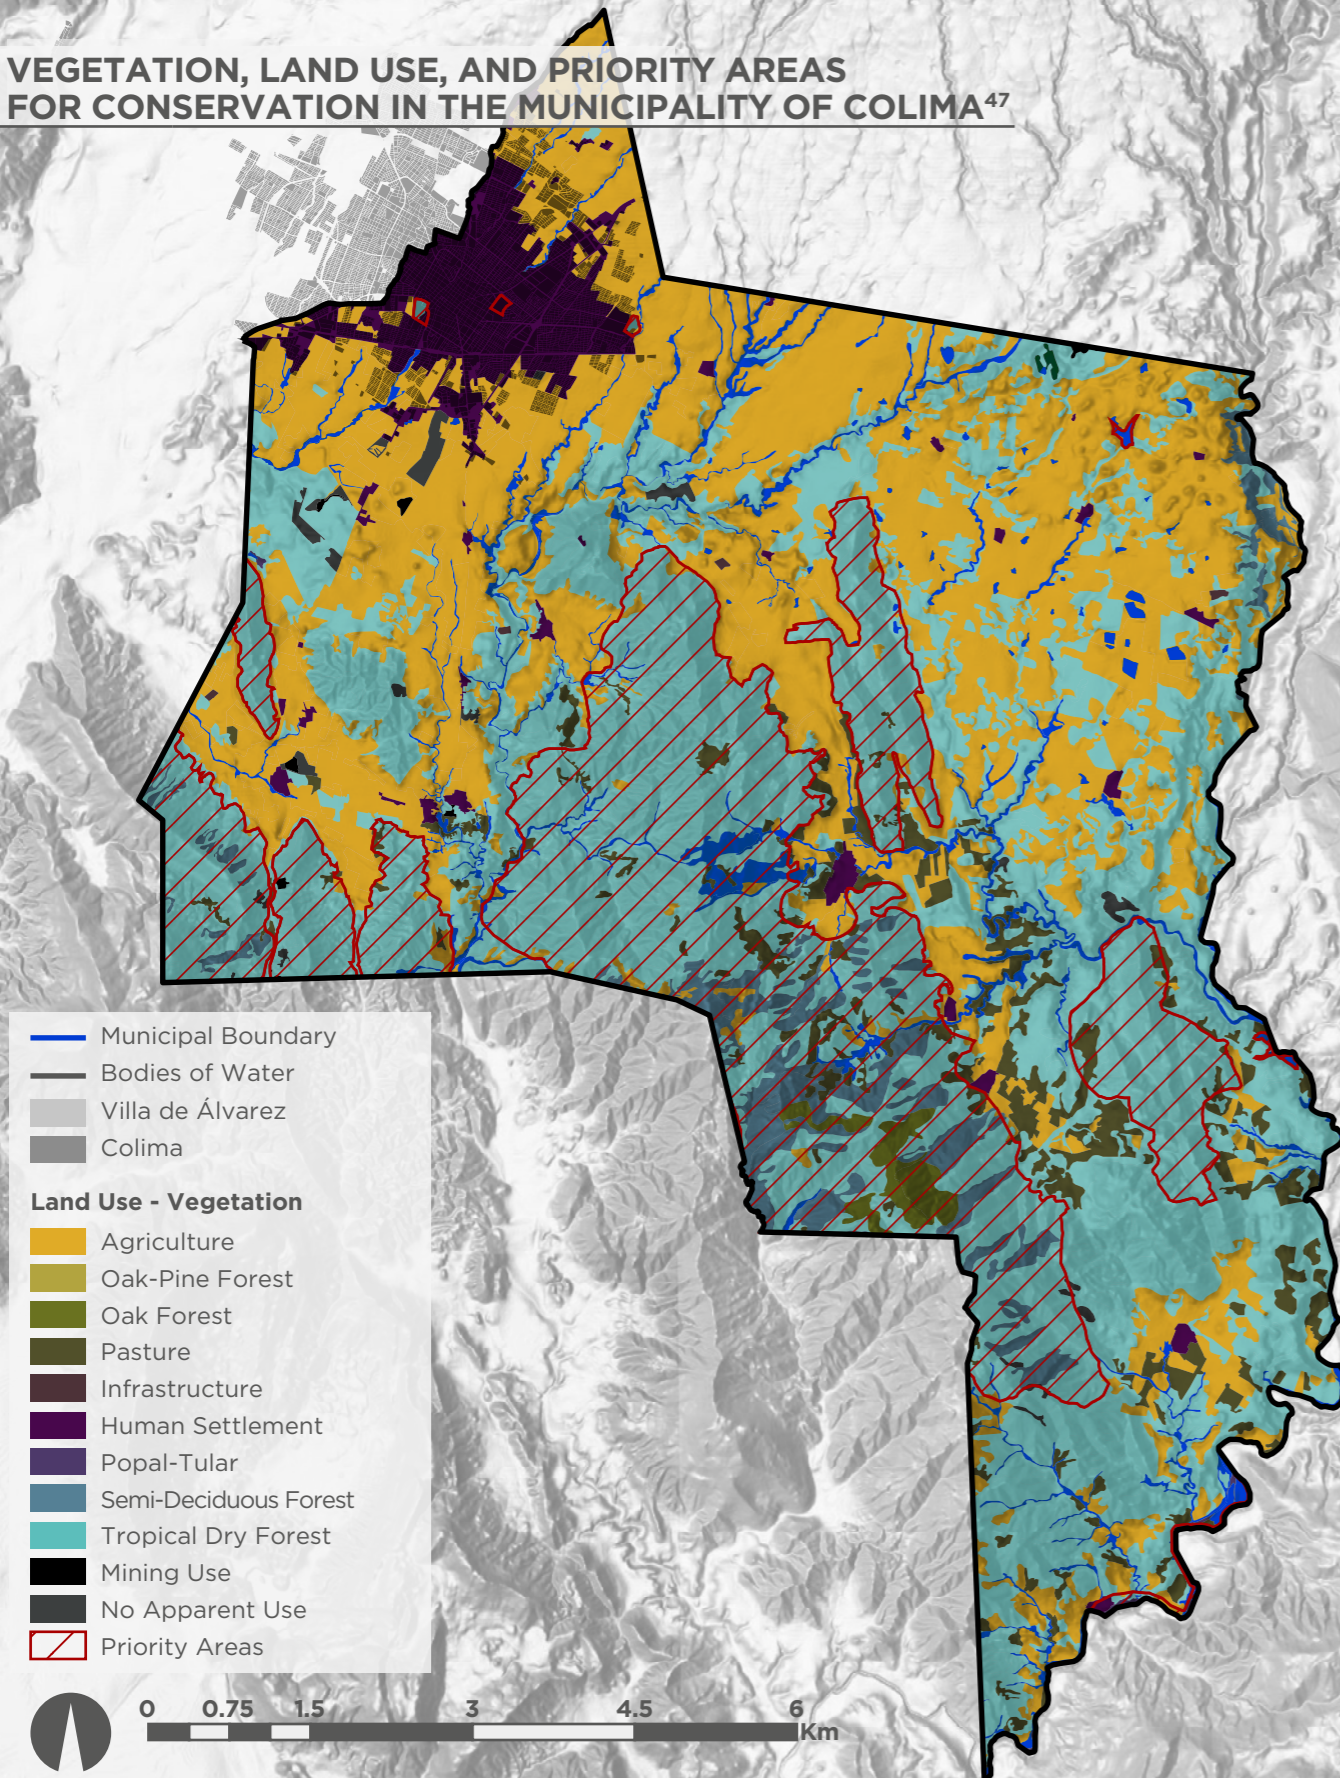 VEGETATION, LAND USE, AND PRIORITY AREAS
FOR CONSERVATION IN THE MUNICIPALITY OF COLIMA⁴⁷
Municipal Boundary
Bodies of Water
Villa de Álvarez
Colima
Land Use - Vegetation
Agriculture
Oak-Pine Forest
Oak Forest
Pasture
Infrastructure
Human Settlement
Popal-Tular
Semi-Deciduous Forest
Tropical Dry Forest
Mining Use
No Apparent Use
Priority Areas
0 0.75 1.5 3 4.5 6
Km